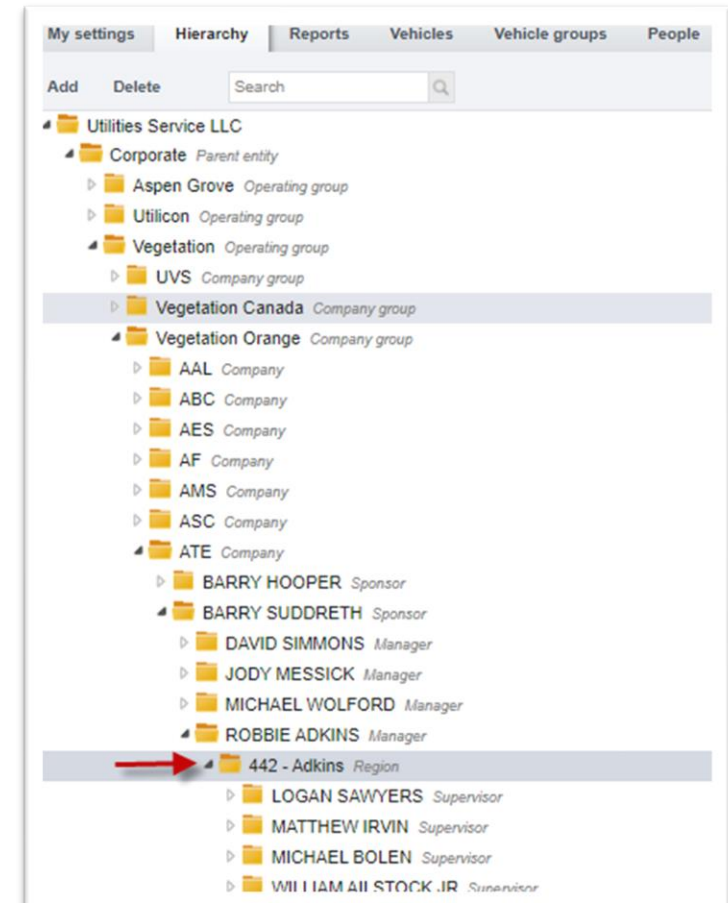 My settings Hierarchy Reports Vehicles Vehicle groups People
Add Delete Search
Utilities Service LLC
Corporate Parent entity
Aspen Grove Operating group
Utilicon Operating group
Vegetation Operating group
UVS Company group
Vegetation Canada Company group
Vegetation Orange Company group
AAL Company
ABC Company
AES Company
AF Company
AMS Company
ASC Company
ATE Company
BARRY HOOPER Sponsor
BARRY SUDDRETH Sponsor
DAVID SIMMONS Manager
JODY MESSICK Manager
MICHAEL WOLFORD Manager
ROBBIE ADKINS Manager
442 - Adkins Region
LOGAN SAWYERS Supervisor
MATTHEW IRVIN Supervisor
MICHAEL BOLEN Supervisor
WILLIAM AILSTOCK JR Supervisor